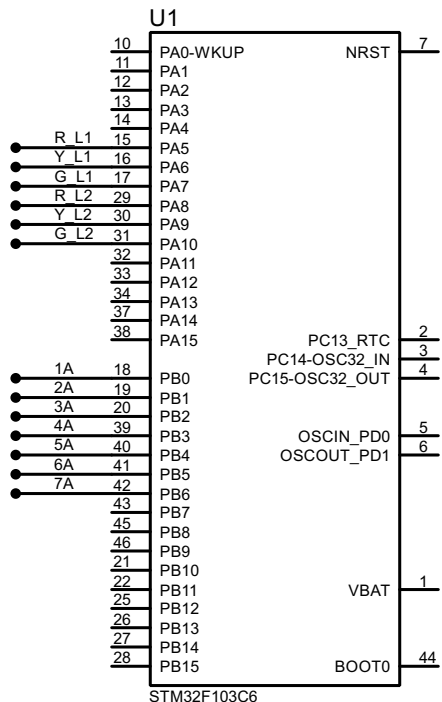 U1
10 PA0-WKUP NRST 7
11 PA1
12 PA2
13 PA3
14 PA4
R_L1 15 PA5
Y_L1 16 PA6
G_L1 17 PA7
R_L2 29 PA8
Y_L2 30 PA9
G_L2 31 PA10
32 PA11
33 PA12
34 PA13
37 PA14
38 PA15 PC13_RTC 2
PC14-OSC32_IN 3
1A 18 PB0 PC15-OSC32_OUT 4
2A 19 PB1
3A 20 PB2
4A 39 PB3 OSCIN_PD0 5
5A 40 PB4 OSCOUT_PD1 6
6A 41 PB5
7A 42 PB6
43 PB7
45 PB8
46 PB9
21 PB10
22 PB11 VBAT 1
25 PB12
26 PB13
27 PB14
28 PB15 BOOT0 44
STM32F103C6